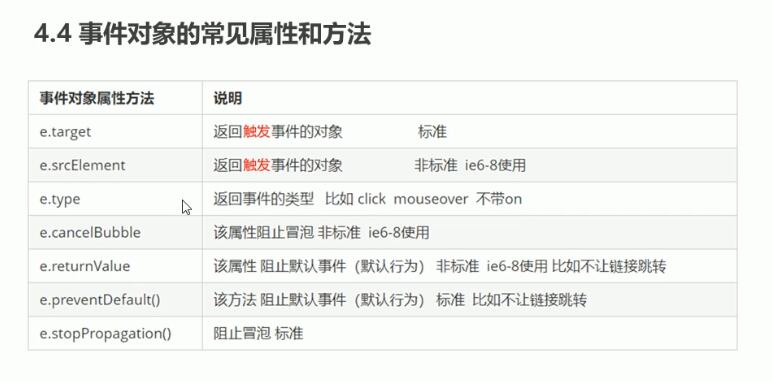 4.4 事件对象的常见属性和方法
事件对象属性方法 说明
e.target 返回触发事件的对象 标准
e.srcElement 返回触发事件的对象 非标准 ie6-8使用
e.type 返回事件的类型 比如 click mouseover 不带on
e.cancelBubble 该属性阻止冒泡 非标准 ie6-8使用
e.returnValue 该属性 阻止默认事件（默认行为） 非标准 ie6-8使用 比如不让链接跳转
e.preventDefault() 该方法 阻止默认事件（默认行为） 标准 比如不让链接跳转
e.stopPropagation() 阻止冒泡 标准